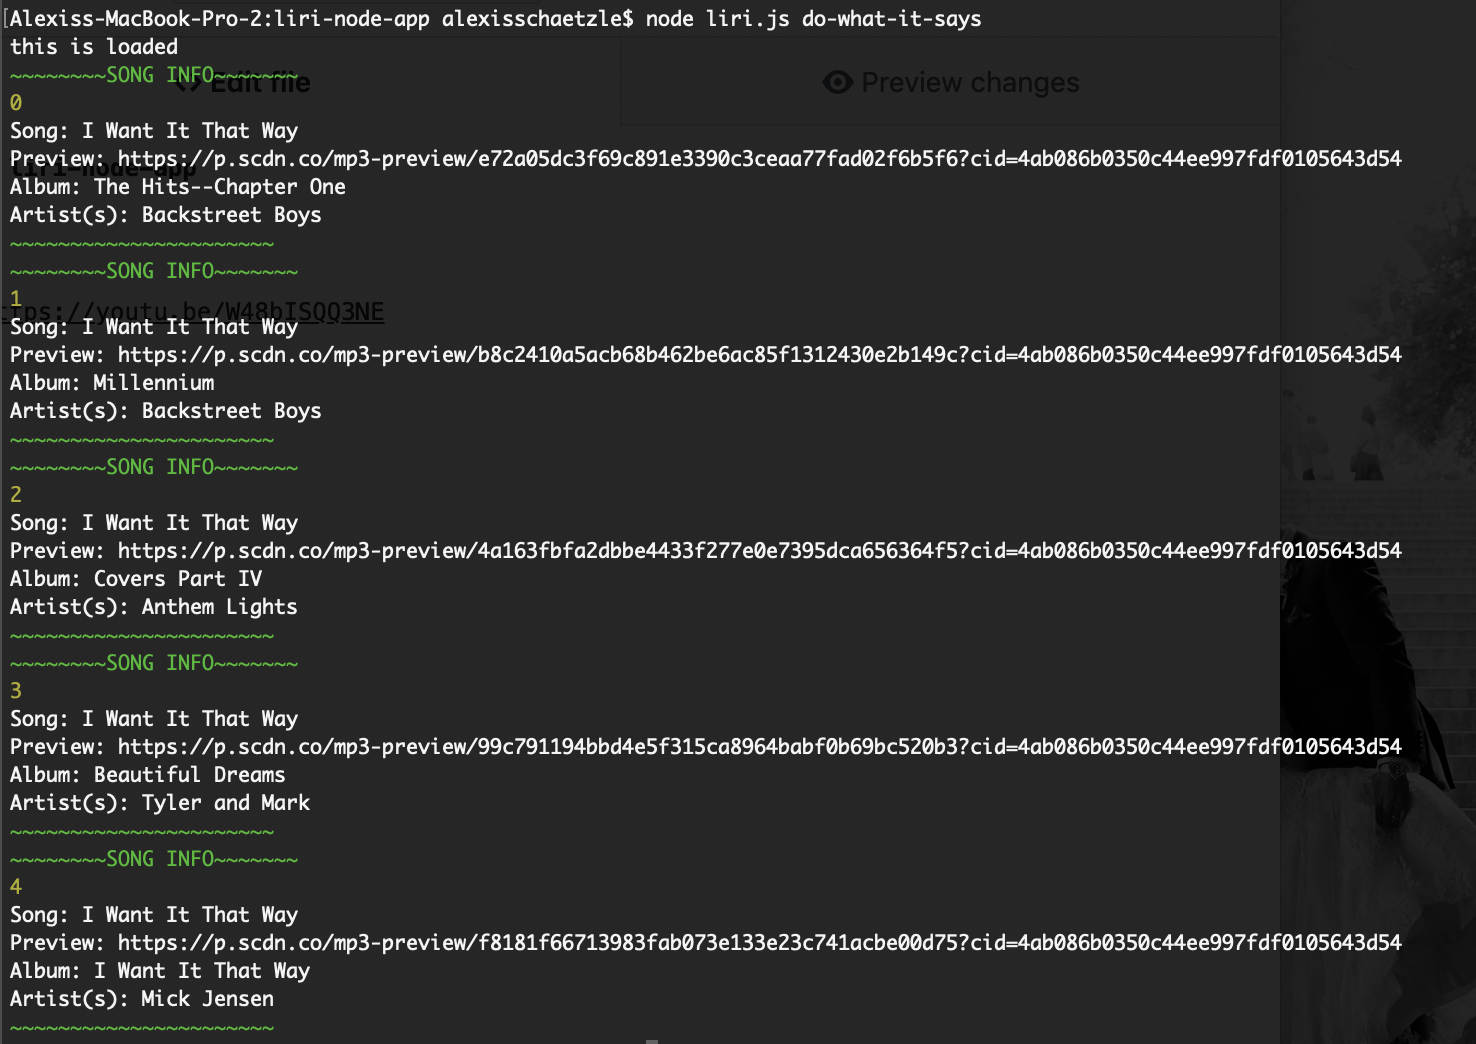 [Alexiss-MacBook-Pro-2:liri-node-app alexisschaetzle$ node liri.js do-what-it-says
this is loaded
~~~~~~~~SONG INFO~~~~~~~
<> Edit file
Preview changes
0
Song: I Want It That Way
Preview: https://p.scdn.co/mp3-preview/e72a05dc3f69c891e3390c3ceaa77fad02f6b5f6?cid=4ab086b0350c44ee997fdf0105643d54
liri-node-app
Album: The Hits--Chapter One
Artist(s): Backstreet Boys
~~~~~~~~~~~~~~~~~~~~~~
~~~~~~~~SONG INFO~~~~~~~
1
ttps://youtu.be/W48bISQQ3NE
Song: I Want It That Way
Preview: https://p.scdn.co/mp3-preview/b8c2410a5acb68b462be6ac85f1312430e2b149c?cid=4ab086b0350c44ee997fdf0105643d54
Album: Millennium
Artist(s): Backstreet Boys
~~~~~~~~~~~~~~~~~~~~~~
~~~~~~~~SONG INFO~~~~~~~
2
Song: I Want It That Way
Preview: https://p.scdn.co/mp3-preview/4a163fbfa2dbbe4433f277e0e7395dca656364f5?cid=4ab086b0350c44ee997fdf0105643d54
Album: Covers Part IV
Artist(s): Anthem Lights
~~~~~~~~~~~~~~~~~~~~~~
~~~~~~~~SONG INFO~~~~~~~
3
Song: I Want It That Way
Preview: https://p.scdn.co/mp3-preview/99c791194bbd4e5f315ca8964babf0b69bc520b3?cid=4ab086b0350c44ee997fdf0105643d54
Album: Beautiful Dreams
Artist(s): Tyler and Mark
~~~~~~~~~~~~~~~~~~~~~~
~~~~~~~~SONG INFO~~~~~~~
4
Song: I Want It That Way
Preview: https://p.scdn.co/mp3-preview/f8181f66713983fab073e133e23c741acbe00d75?cid=4ab086b0350c44ee997fdf0105643d54
Album: I Want It That Way
Artist(s): Mick Jensen
~~~~~~~~~~~~~~~~~~~~~~